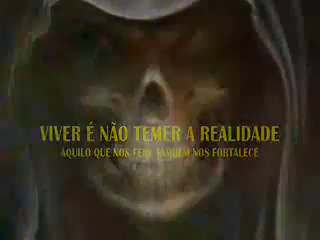 VIVER É NÃO TEMER A REALIDADE
AQUILO QUE NOS FERE TAMBÉM NOS FORTALECE